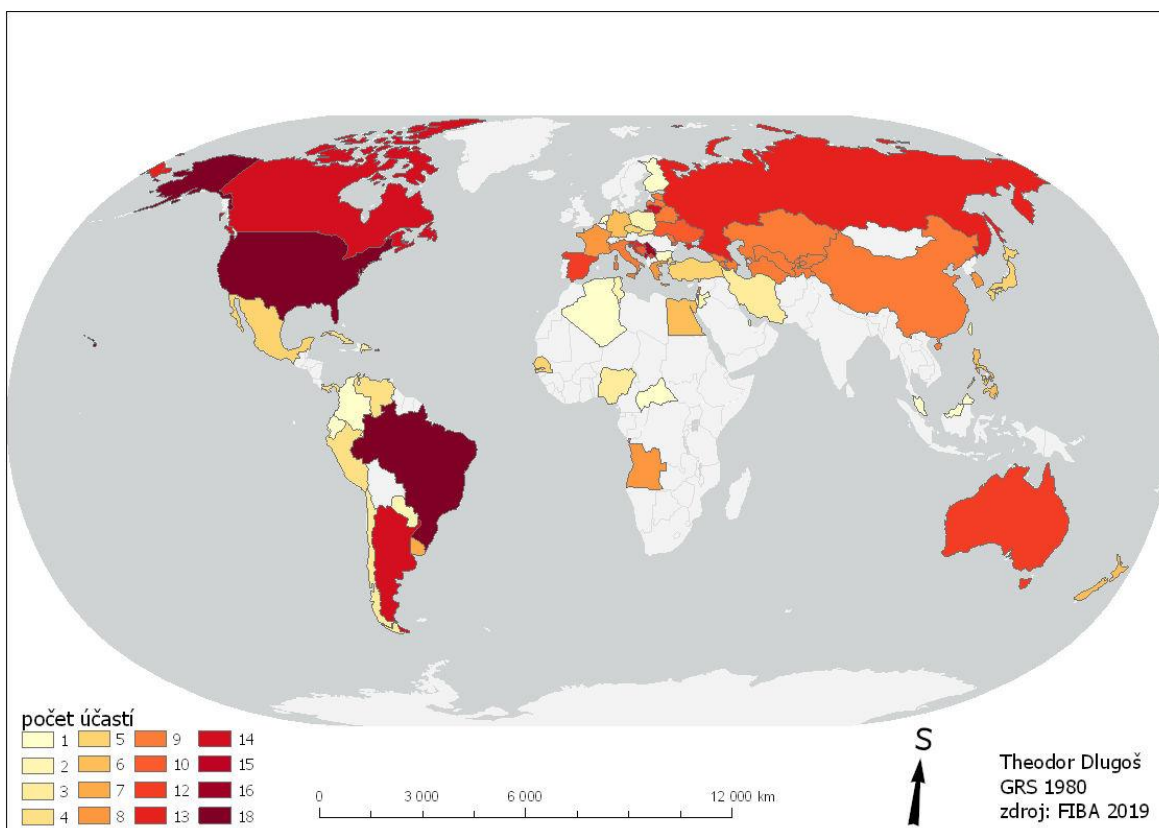 počet účastí
1 5 9 14
2 6 10 15
3 7 12 16
4 8 13 18
0 3 000 6 000 12 000 km
S
Theodor Dlugoš
GRS 1980
zdroj: FIBA 2019